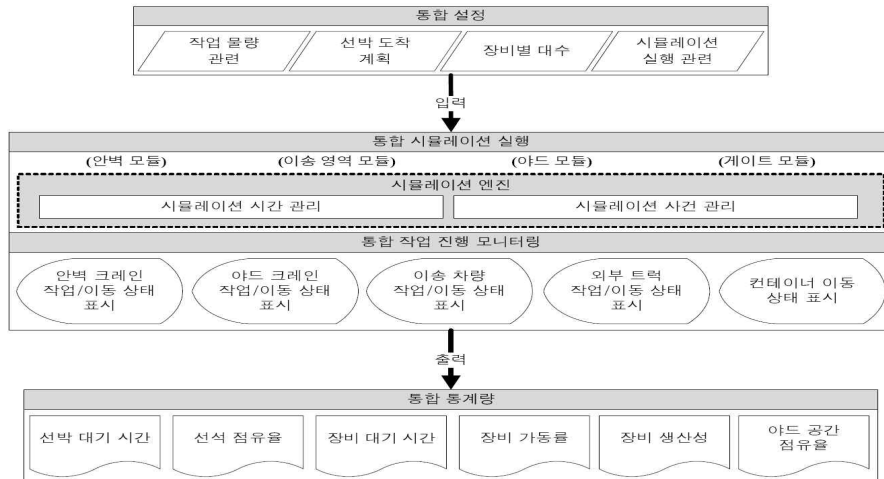 통합 설정
작업 물량
관련
선박 도착
계획
장비별 대수
시뮬레이션
실행 관련
입력
통합 시뮬레이션 실행
(안벽 모듈)
(이송 영역 모듈)
(야드 모듈)
(게이트 모듈)
시뮬레이션 엔진
시뮬레이션 시간 관리
시뮬레이션 사건 관리
통합 작업 진행 모니터링
안벽 크레인
작업/이동 상태
표시
야드 크레인
작업/이동 상태
표시
이송 차량
작업/이동 상태
표시
외부 트럭
작업/이동 상태
표시
컨테이너 이동
상태 표시
출력
통합 통계량
선박 대기 시간
선석 점유율
장비 대기 시간
장비 가동률
장비 생산성
야드 공간
점유율